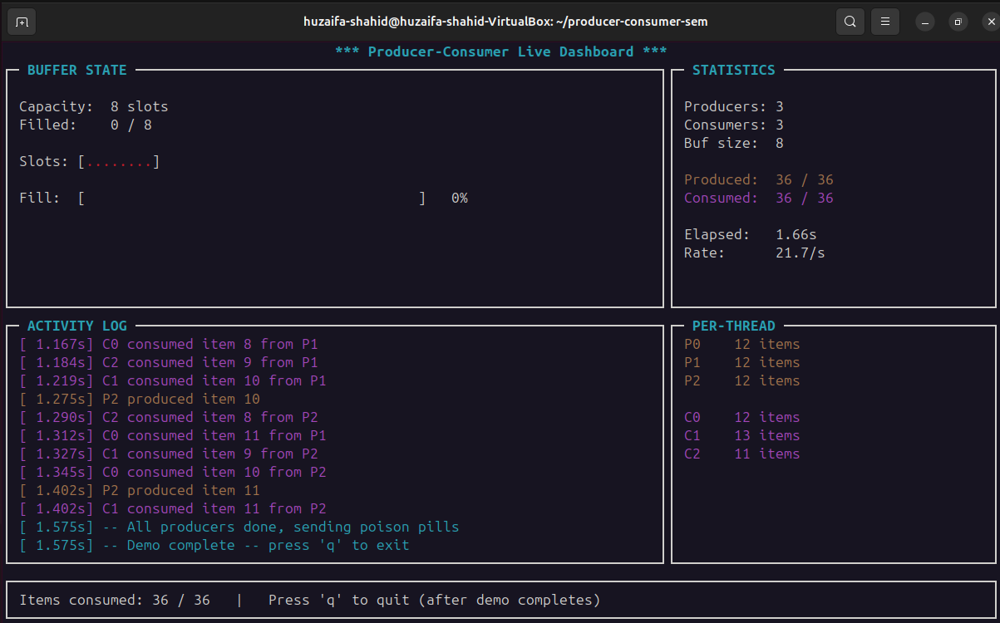 huzaifa-shahid@huzaifa-shahid-VirtualBox: ~/producer-consumer-sem
*** Producer-Consumer Live Dashboard ***
BUFFER STATE
Capacity:  8 slots
Filled:    0 / 8
Slots: [........]
Fill:  [                                        ]   0%
STATISTICS
Producers: 3
Consumers: 3
Buf size:  8
Produced:  36 / 36
Consumed:  36 / 36
Elapsed:   1.66s
Rate:      21.7/s
ACTIVITY LOG
[ 1.167s] C0 consumed item 8 from P1
[ 1.184s] C2 consumed item 9 from P1
[ 1.219s] C1 consumed item 10 from P1
[ 1.275s] P2 produced item 10
[ 1.290s] C2 consumed item 8 from P2
[ 1.312s] C0 consumed item 11 from P1
[ 1.327s] C1 consumed item 9 from P2
[ 1.345s] C0 consumed item 10 from P2
[ 1.402s] P2 produced item 11
[ 1.402s] C1 consumed item 11 from P2
[ 1.575s] -- All producers done, sending poison pills
[ 1.575s] -- Demo complete -- press 'q' to exit
PER-THREAD
P0    12 items
P1    12 items
P2    12 items
C0    12 items
C1    13 items
C2    11 items
Items consumed: 36 / 36   |   Press 'q' to quit (after demo completes)